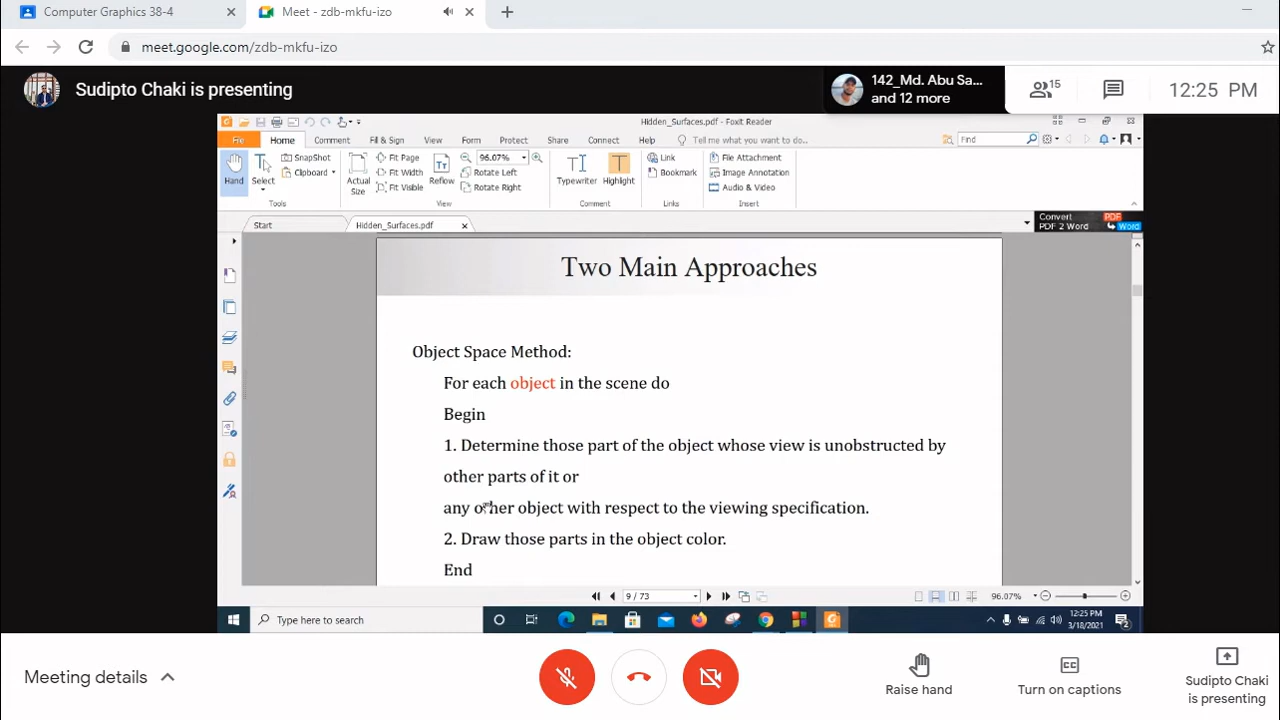 Computer Graphics 38-4
Meet - zdb-mkfu-izo
meet.google.com/zdb-mkfu-izo
Sudipto Chaki is presenting
142_Md. Abu Sa...
and 12 more
15
12:25 PM
Hidden_Surfaces.pdf - Foxit Reader
File Home Comment Fill & Sign View Form Protect Share Connect Help Tell me what you want... Find
Hand
Select
SnapShot
Clipboard
Tools
Actual Size
Fit Page
Fit Width
Fit Visible
Reflow
96.07%
Rotate Left
Rotate Right
View
Typewriter
Highlight
Comment
Link
Bookmark
Links
File Attachment
Image Annotation
Audio & Video
Insert
Start
Hidden_Surfaces.pdf
Convert PDF
PDF 2 Word Word
Two Main Approaches
Object Space Method:
For each object in the scene do
Begin
1. Determine those part of the object whose view is unobstructed by
other parts of it or
any other object with respect to the viewing specification.
2. Draw those parts in the object color.
End
9 / 73
96.07%
Type here to search
12:25 PM
3/18/2021
2
Meeting details
Raise hand
Turn on captions
Sudipto Chaki
is presenting